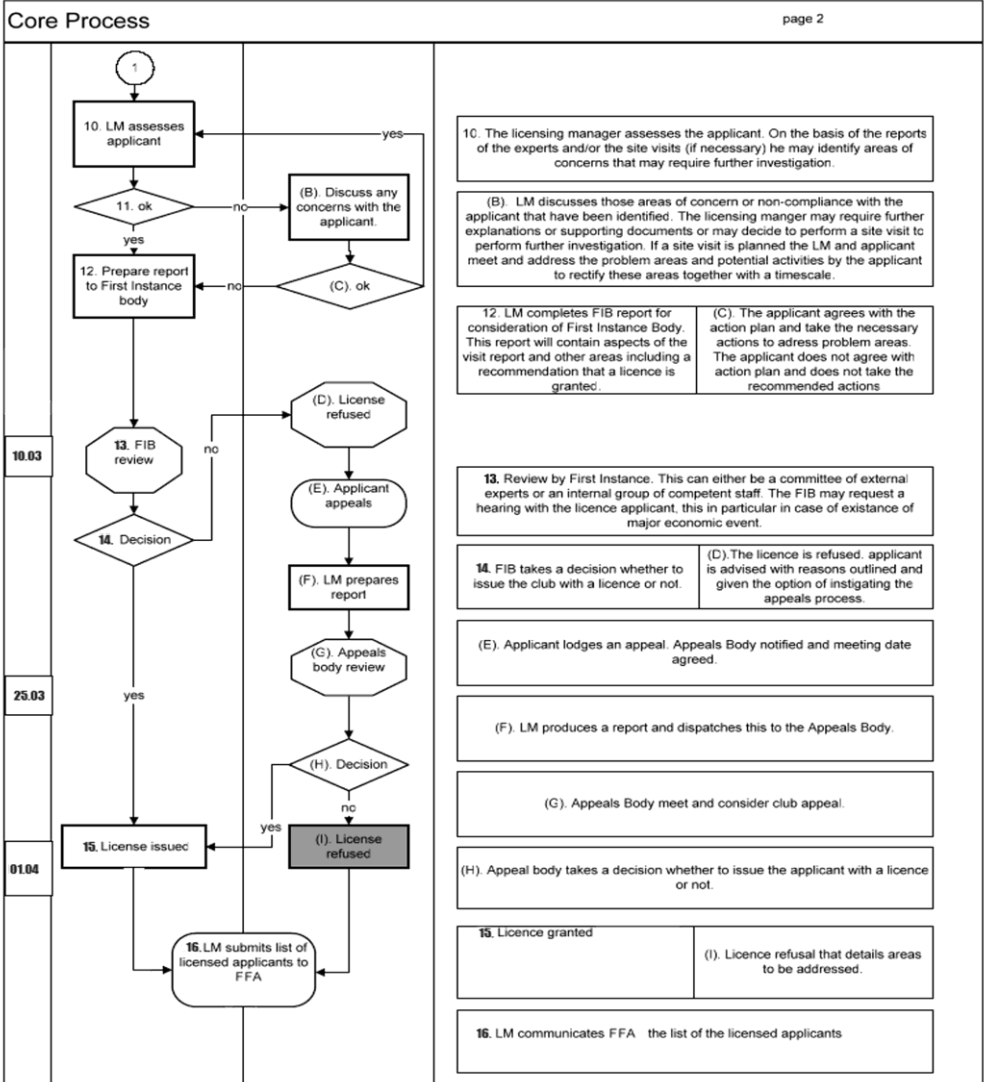 Core Process
page 2
1
10. LM assesses
applicant
yes
11. ok
no
(B). Discuss any
concerns with the
applicant.
yes
12. Prepare report
to First Instance
body
no
(C). ok
(D). License
refused
10.03
13. FIB
review
no
(E). Applicant
appeals
14. Decision
(F). LM prepares
report
(G). Appeals
body review
25.03
yes
(H). Decision
no
yes
15. License issued
(I). License
refused
01.04
16. LM submits list of
licensed applicants to
FFA
10. The licensing manager assesses the applicant. On the basis of the reports
of the experts and/or the site visits (if necessary) he may identify areas of
concerns that may require further investigation.
(B). LM discusses those areas of concern or non-compliance with the
applicant that have been identified. The licensing manger may require further
explanations or supporting documents or may decide to perform a site visit to
perform further investigation. If a site visit is planned the LM and applicant
meet and address the problem areas and potential activities by the applicant
to rectify these areas together with a timescale.
12. LM completes FIB report for
consideration of First Instance Body.
This report will contain aspects of the
visit report and other areas including a
recommendation that a licence is
granted.
(C). The applicant agrees with the
action plan and take the necessary
actions to adress problem areas.
The applicant does not agree with
action plan and does not take the
recommended actions
13. Review by First Instance. This can either be a committee of external
experts or an internal group of competent staff. The FIB may request a
hearing with the licence applicant, this in particular in case of existance of
major economic event.
14. FIB takes a decision whether to
issue the club with a licence or not.
(D).The licence is refused. applicant
is advised with reasons outlined and
given the option of instigating the
appeals process.
(E). Applicant lodges an appeal. Appeals Body notified and meeting date
agreed.
(F). LM produces a report and dispatches this to the Appeals Body.
(G). Appeals Body meet and consider club appeal.
(H). Appeal body takes a decision whether to issue the applicant with a licence
or not.
15. Licence granted
(I). Licence refusal that details areas
to be addressed.
16. LM communicates FFA the list of the licensed applicants